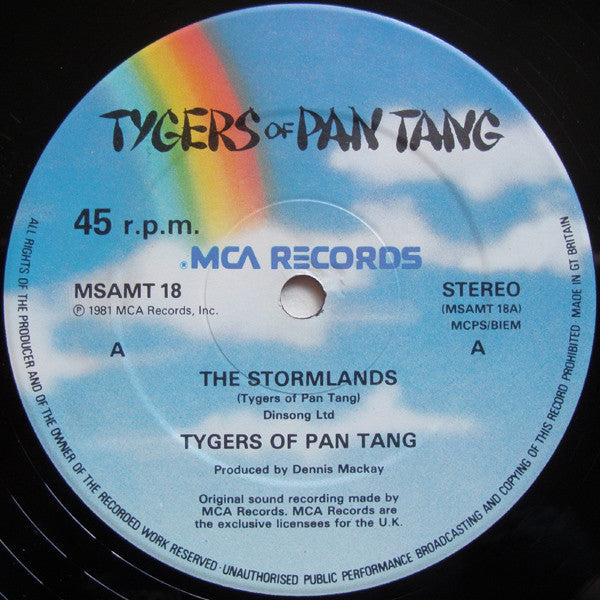 TYGERS OF PAN TANG
45 r.p.m.
® MCA RECORDS
MSAMT 18
℗ 1981 MCA Records, Inc.
STEREO
(MSAMT 18A)
MCPS/BIEM
A
A
THE STORMLANDS
(Tygers of Pan Tang)
Dinsong Ltd
TYGERS OF PAN TANG
Produced by Dennis Mackay
Original sound recording made by
MCA Records. MCA Records are
the exclusive licensees for the U.K.
ALL RIGHTS OF THE PRODUCER AND OF THE OWNER OF THE RECORDED WORK RESERVED · UNAUTHORISED PUBLIC PERFORMANCE BROADCASTING AND COPYING OF THIS RECORD PROHIBITED · MADE IN GT BRITAIN